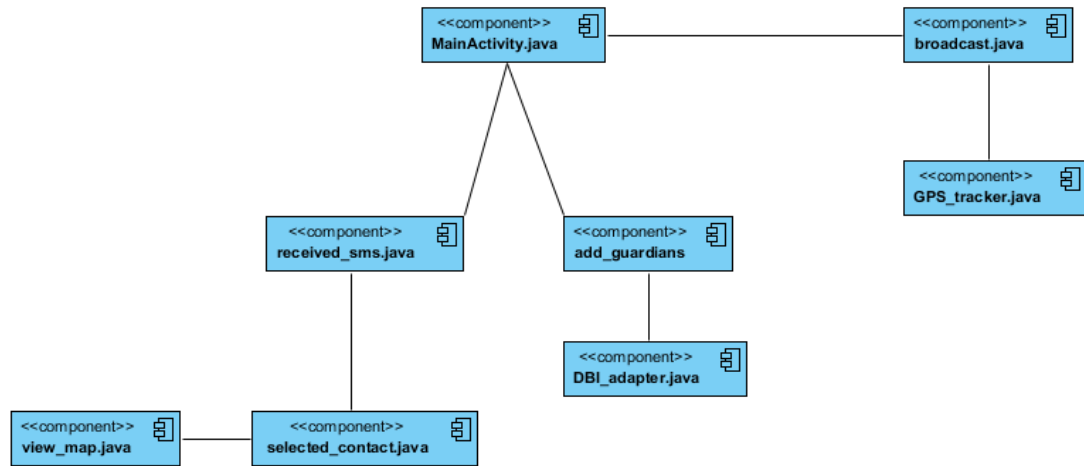 <<component>>
MainActivity.java
<<component>>
broadcast.java
<<component>>
GPS_tracker.java
<<component>>
received_sms.java
<<component>>
add_guardians
<<component>>
DBI_adapter.java
<<component>>
view_map.java
<<component>>
selected_contact.java